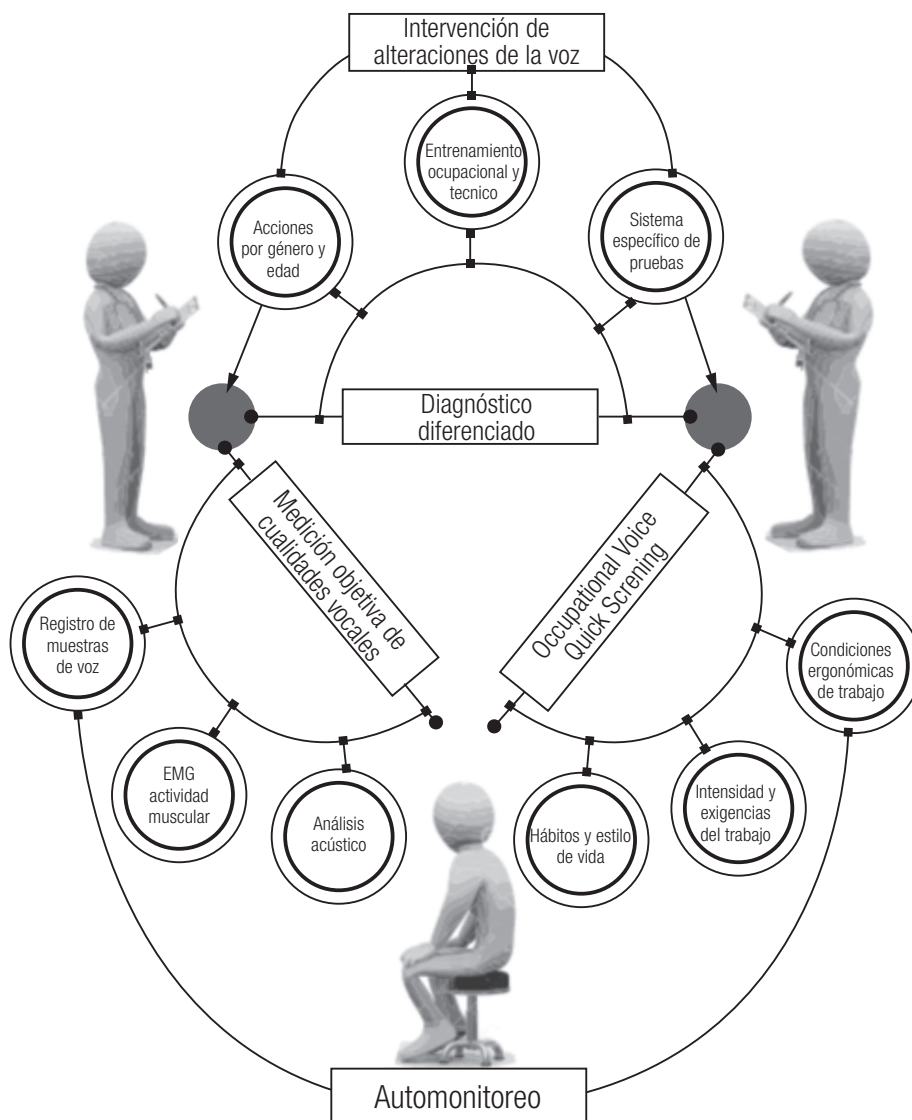 Intervención de
alteraciones de la voz
Entrenamiento
ocupacional y
tecnico
Acciones
por género y
edad
Sistema
específico de
pruebas
Diagnóstico
diferenciado
Medición objetiva de
cualidades vocales
Occupational Voice
Quick Screning
Registro de
muestras
de voz
Condiciones
ergonómicas
de trabajo
EMG
actividad
muscular
Análisis
acústico
Hábitos y estilo
de vida
Intensidad y
exigencias
del trabajo
Automonitoreo